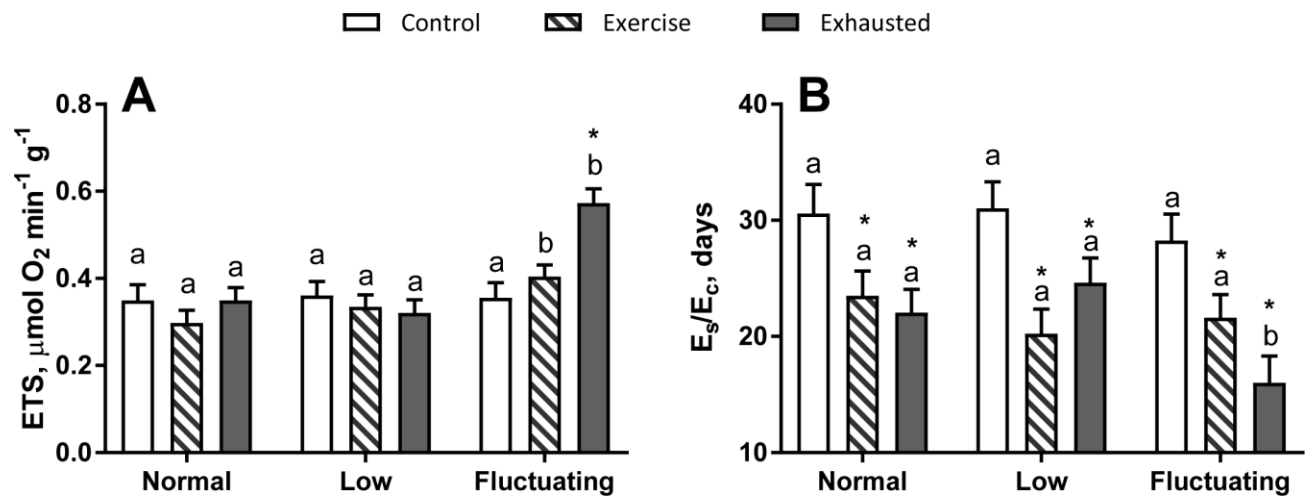 Control Exercise Exhausted
A
ETS, μmol O₂ min⁻¹ g⁻¹
0.8
0.6
0.4
0.2
0.0
a a a
a a a
a b * b
Normal Low Fluctuating
B
Eₛ/E꜀, days
40
30
20
10
a * a * a
a * a * a
a * a * b
Normal Low Fluctuating